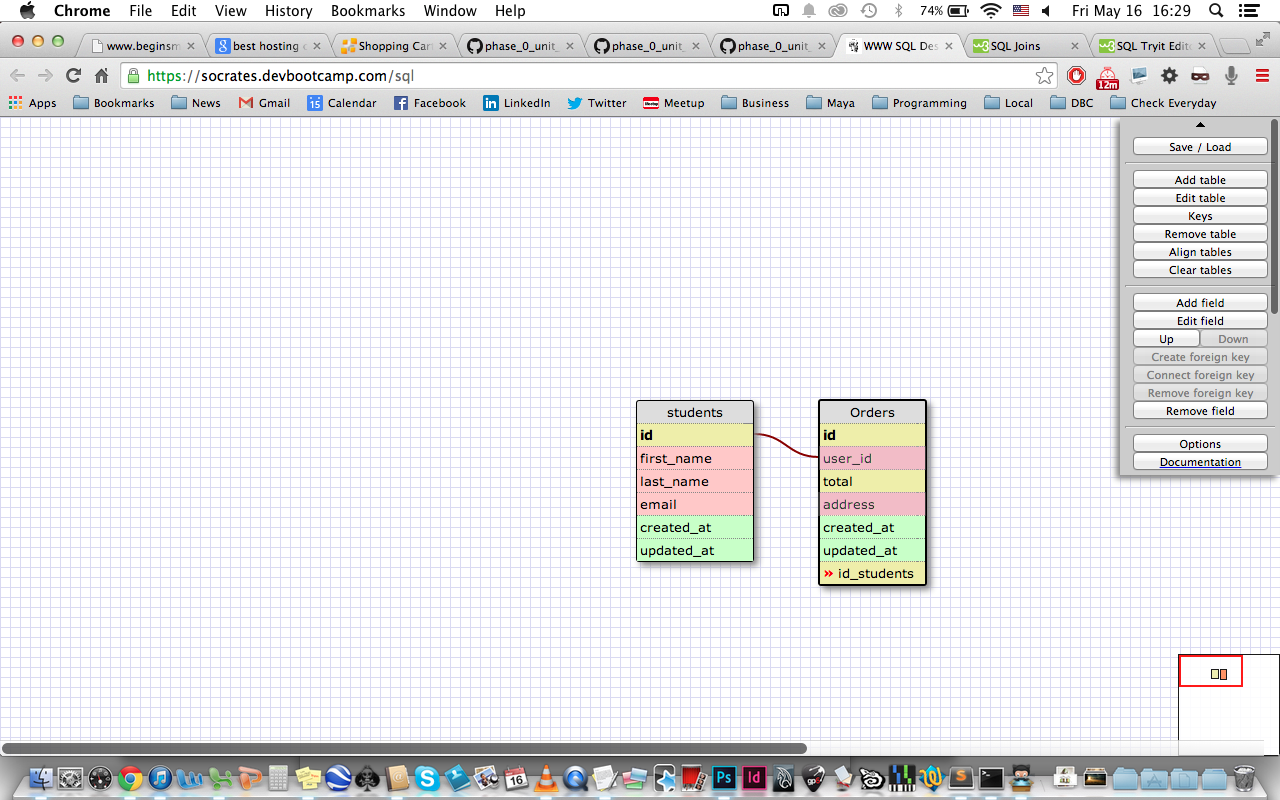 Chrome File Edit View History Bookmarks Window Help 74% Fri May 16 16:29
www.beginsm best hosting Shopping Car phase_0_unit_ phase_0_unit_ phase_0_unit_ WWW SQL Des SQL Joins SQL Tryit Edit
https://socrates.devbootcamp.com/sql
12m
Apps Bookmarks News Gmail 15 Calendar Facebook LinkedIn Twitter Meetup Business Maya Programming Local DBC Check Everyday
Save / Load
Add table
Edit table
Keys
Remove table
Align tables
Clear tables
Add field
Edit field
Up Down
Create foreign key
Connect foreign key
Remove foreign key
Remove field
Options
Documentation
students
id
first_name
last_name
email
created_at
updated_at
Orders
id
user_id
total
address
created_at
updated_at
» id_students
16
Ps Id